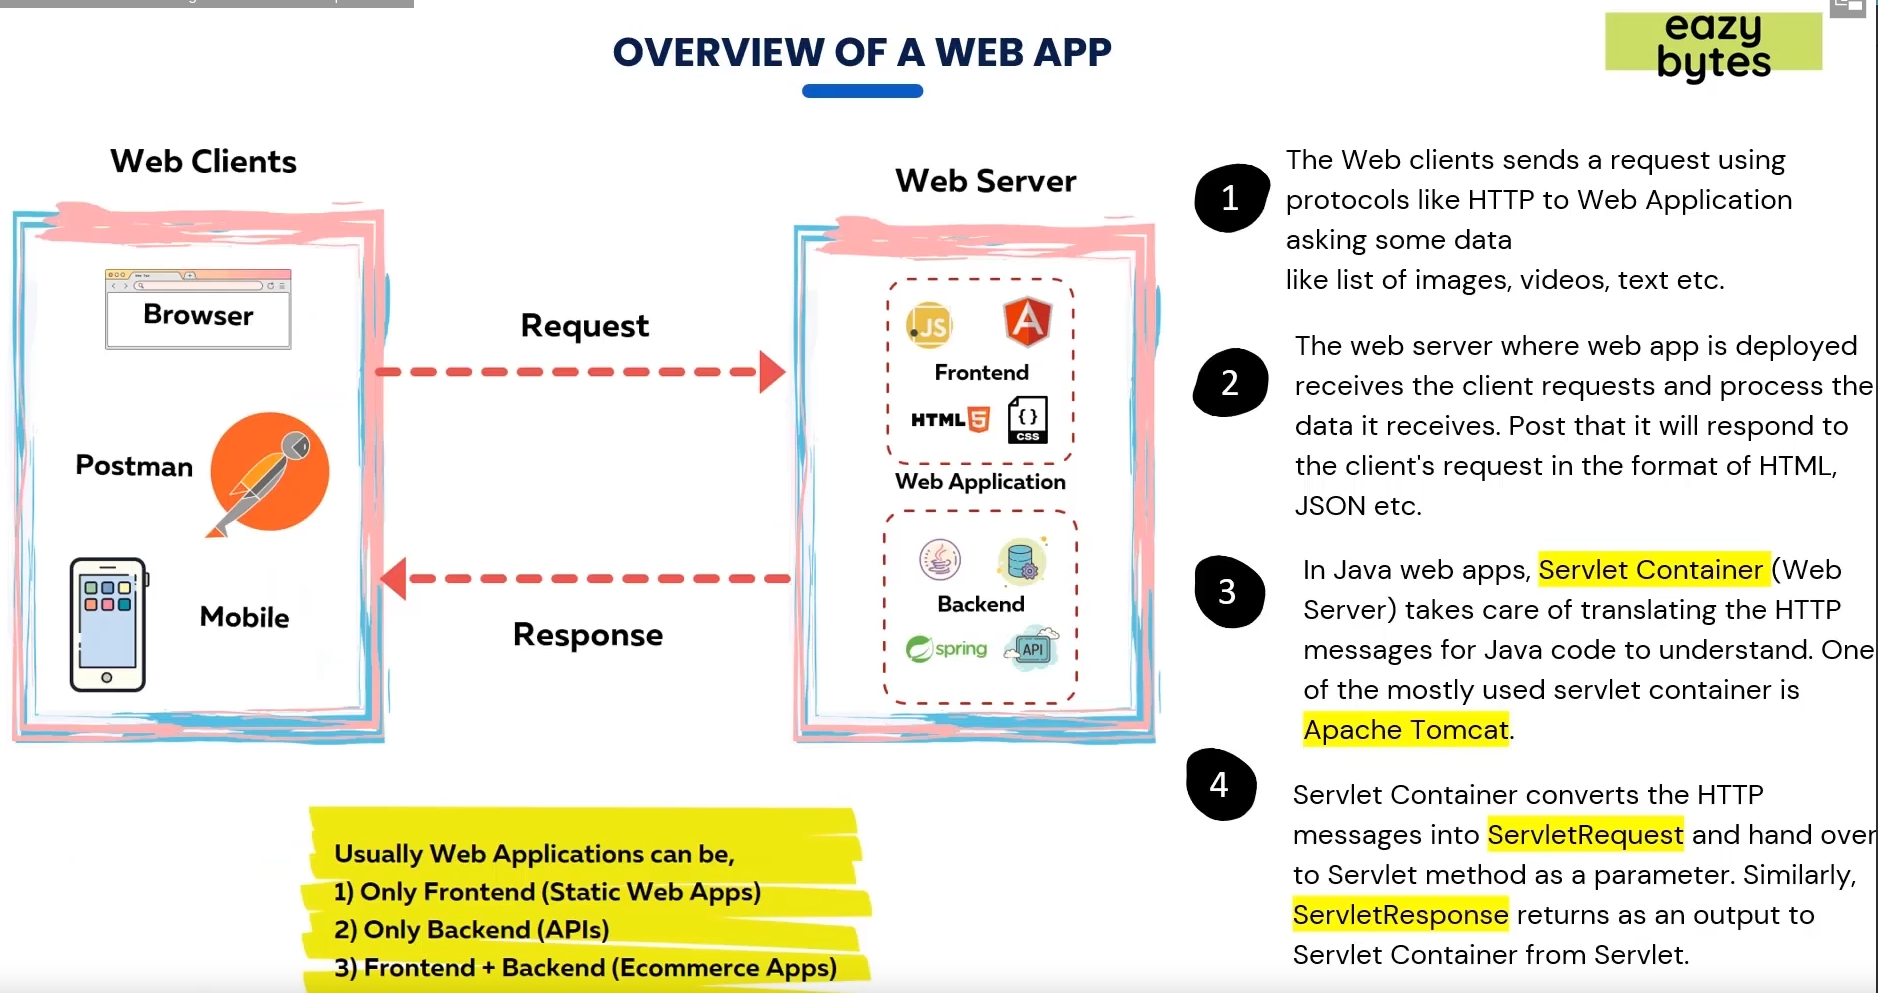 OVERVIEW OF A WEB APP
eazy
bytes
Web Clients
Browser
Postman
Mobile
Request
Response
Web Server
JS
A
Frontend
HTML 5
{ }
CSS
Web Application
Backend
spring
API
1
The Web clients sends a request using
protocols like HTTP to Web Application
asking some data
like list of images, videos, text etc.
2
The web server where web app is deployed
receives the client requests and process the
data it receives. Post that it will respond to
the client's request in the format of HTML,
JSON etc.
3
In Java web apps, Servlet Container (Web
Server) takes care of translating the HTTP
messages for Java code to understand. One
of the mostly used servlet container is
Apache Tomcat.
4
Servlet Container converts the HTTP
messages into ServletRequest and hand over
to Servlet method as a parameter. Similarly,
ServletResponse returns as an output to
Servlet Container from Servlet.
Usually Web Applications can be,
1) Only Frontend (Static Web Apps)
2) Only Backend (APIs)
3) Frontend + Backend (Ecommerce Apps)